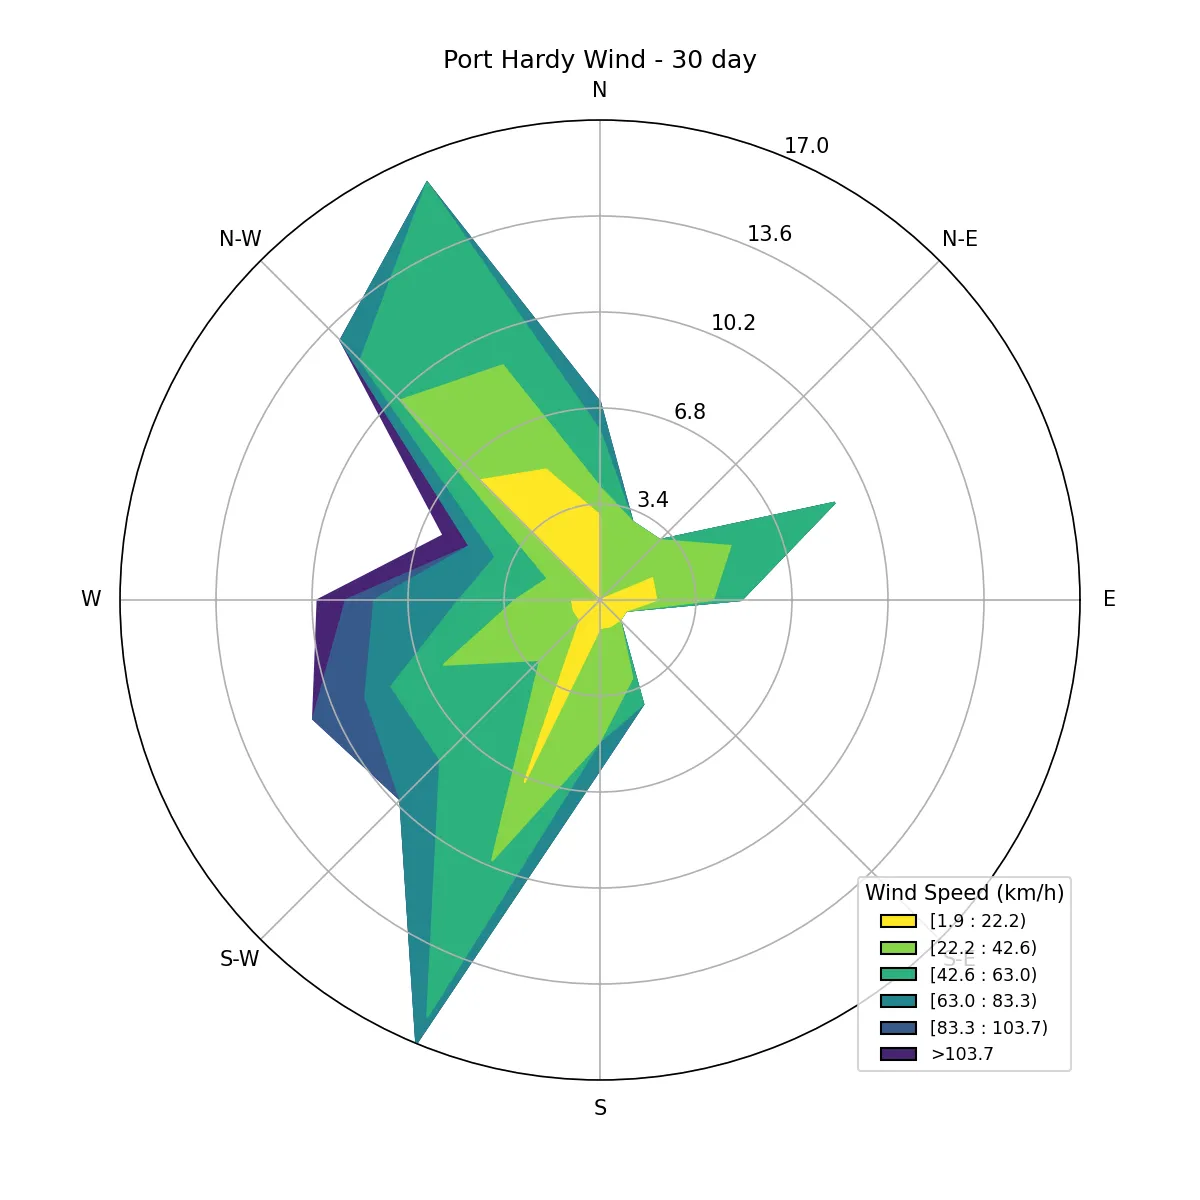 Port Hardy Wind - 30 day
N
17.0
N-W
13.6
N-E
10.2
6.8
3.4
W
E
Wind Speed (km/h)
[1.9 : 22.2)
[22.2 : 42.6)
S-W
S-E
[42.6 : 63.0)
[63.0 : 83.3)
[83.3 : 103.7)
>103.7
S